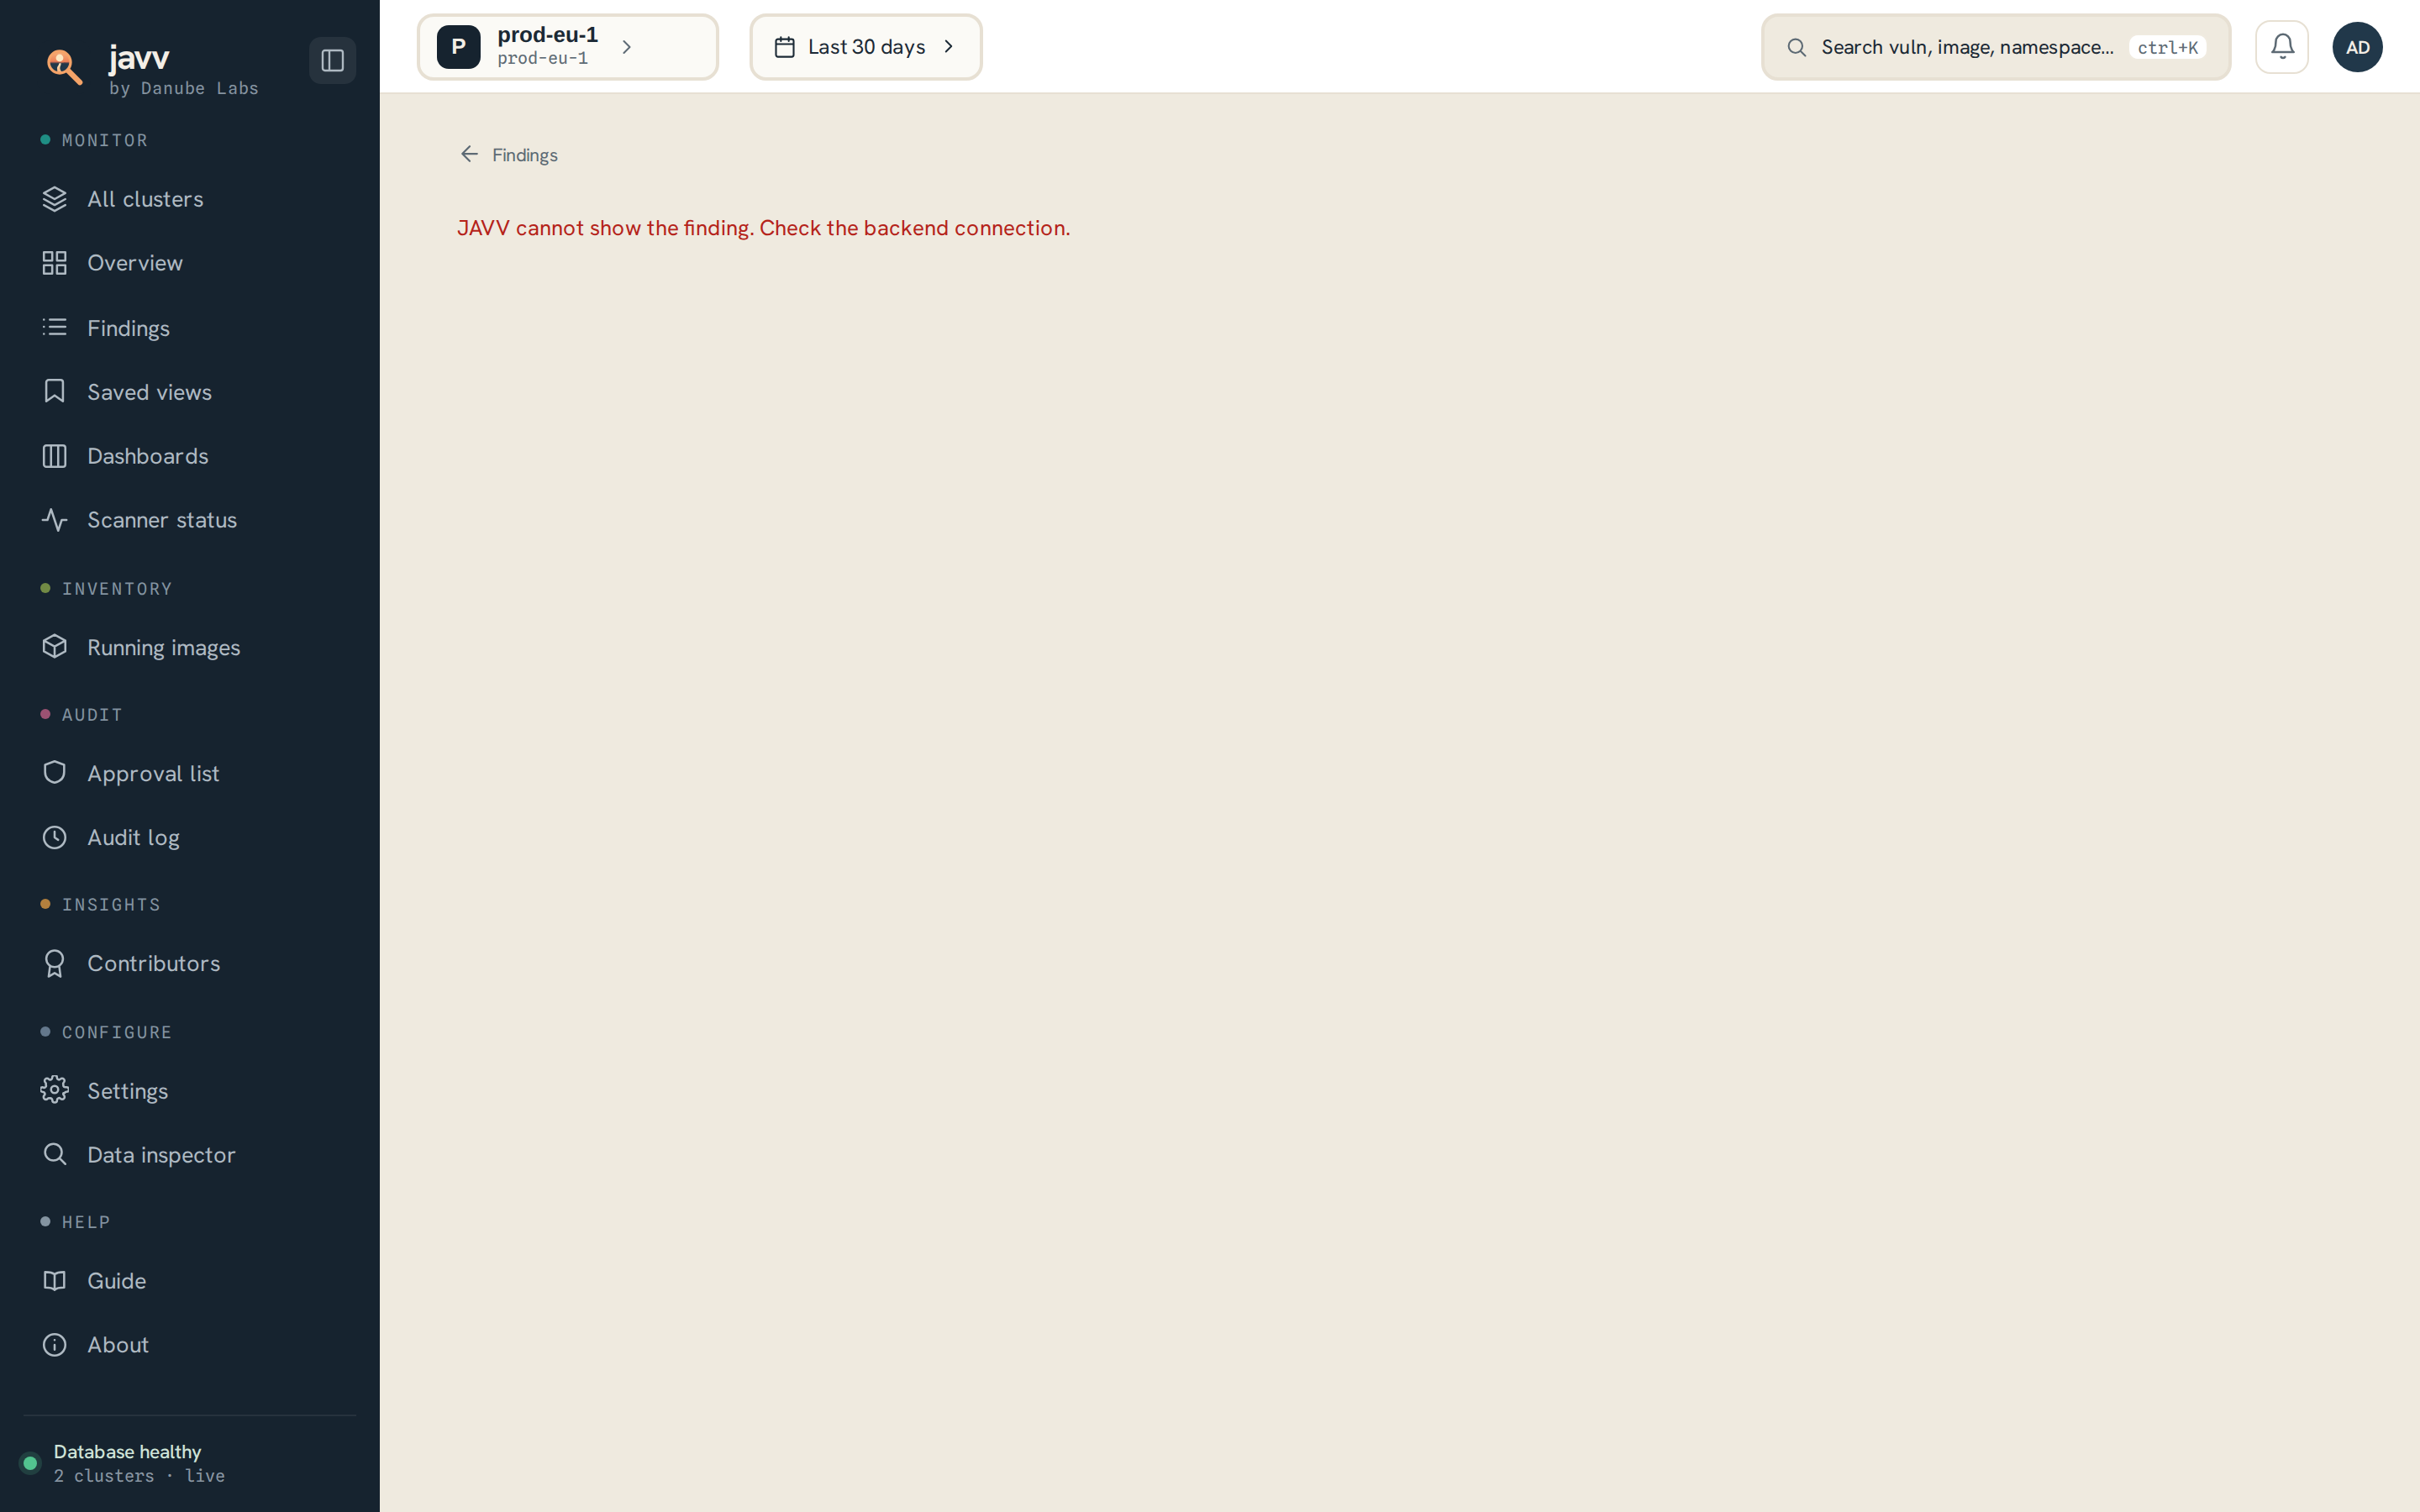 javv
by Danube Labs
MONITOR
All clusters
Overview
Findings
Saved views
Dashboards
Scanner status
INVENTORY
Running images
AUDIT
Approval list
Audit log
INSIGHTS
Contributors
CONFIGURE
Settings
Data inspector
HELP
Guide
About
Database healthy
2 clusters · live
P
prod-eu-1
prod-eu-1
Last 30 days
Search vuln, image, namespace...
ctrl+K
AD
Findings
JAVV cannot show the finding. Check the backend connection.